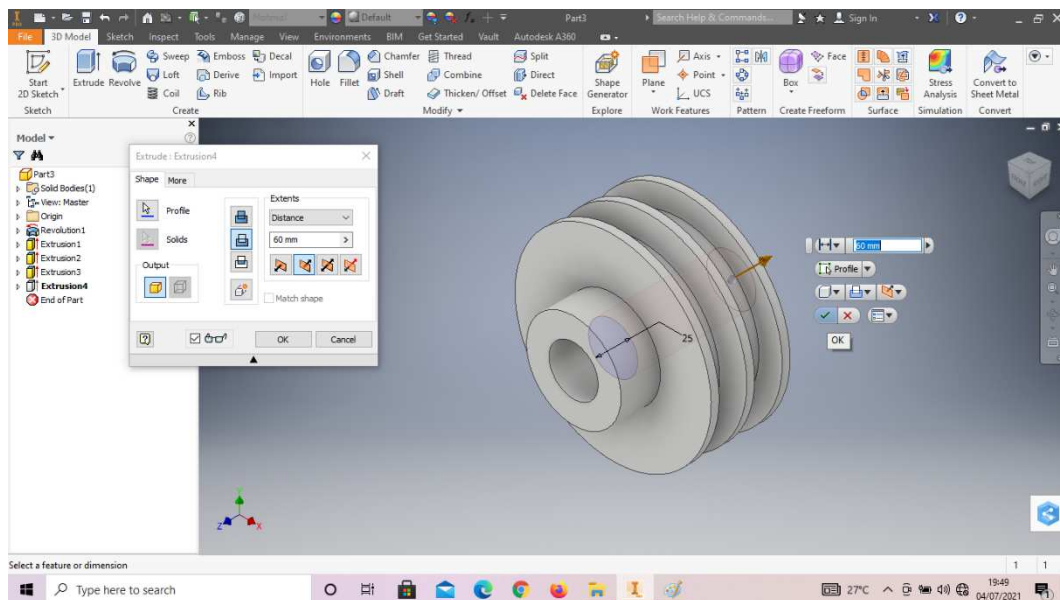 Material
Default
Part3
Search Help & Commands...
Sign In
File 3D Model Sketch Inspect Tools Manage View Environments BIM Get Started Vault Autodesk A360
Start
2D Sketch
Extrude
Revolve
Sweep
Emboss
Decal
Loft
Derive
Import
Coil
Rib
Hole
Fillet
Chamfer
Thread
Split
Shell
Combine
Direct
Draft
Thicken/ Offset
Delete Face
Shape
Generator
Plane
Axis
Point
UCS
Box
Face
Stress
Analysis
Convert to
Sheet Metal
Sketch Create Modify Explore Work Features Pattern Create Freeform Surface Simulation Convert
Model
Part3
Solid Bodies(1)
View: Master
Origin
Revolution1
Extrusion1
Extrusion2
Extrusion3
Extrusion4
End of Part
Extrude : Extrusion4
Shape More
Profile
Solids
Output
Extents
Distance
60 mm
Match shape
OK Cancel
60 mm
Profile
OK
25
Y
Z
X
Select a feature or dimension
1 1
Type here to search
27°C
19:49
04/07/2021